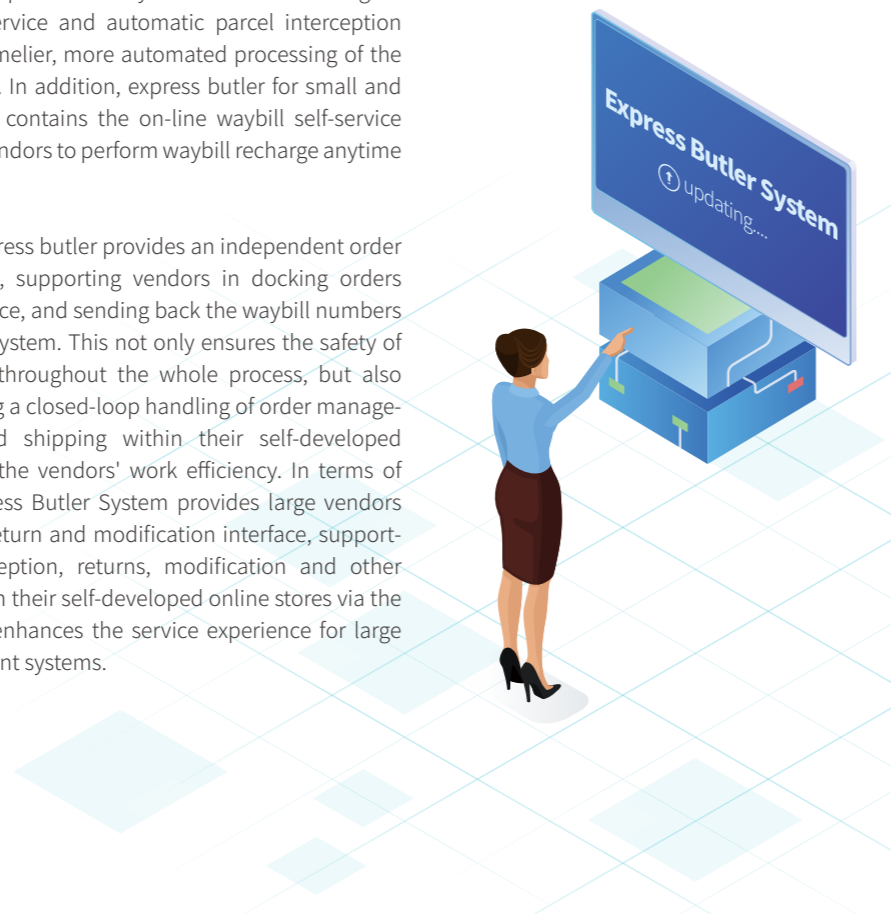 ervice and automatic parcel interception
melier, more automated processing of the
. In addition, express butler for small and
contains the on-line waybill self-service
ndors to perform waybill recharge anytime
ress butler provides an independent order
, supporting vendors in docking orders
ce, and sending back the waybill numbers
ystem. This not only ensures the safety of
throughout the whole process, but also
g a closed-loop handling of order manage-
d shipping within their self-developed
the vendors' work efficiency. In terms of
ess Butler System provides large vendors
eturn and modification interface, support-
eption, returns, modification and other
n their self-developed online stores via the
enhances the service experience for large
nt systems.
Express Butler System
updating....